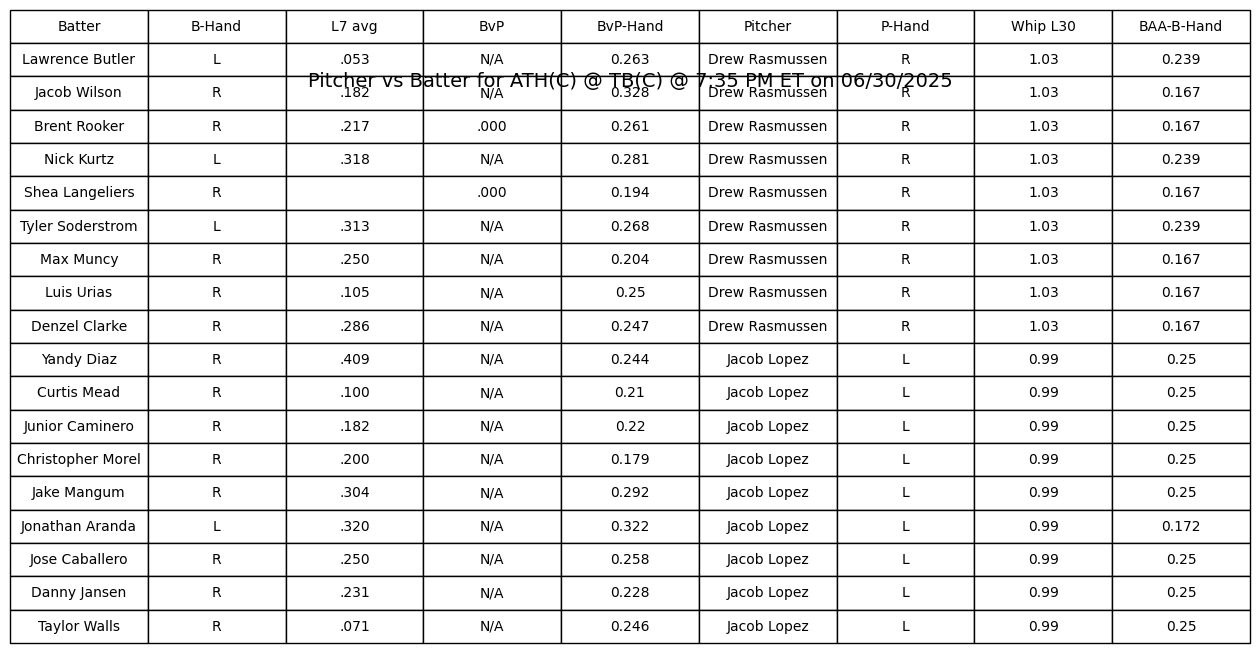 Batter B-Hand L7 avg BvP BvP-Hand Pitcher P-Hand Whip L30 BAA-B-Hand
Lawrence Butler L .053 N/A 0.263 Drew Rasmussen R 1.03 0.239
Pitcher vs Batter for ATH(C) @ TB(C) @ 7:35 PM ET on 06/30/2025
Jacob Wilson R .182 N/A 0.328 Drew Rasmussen R 1.03 0.167
Brent Rooker R .217 .000 0.261 Drew Rasmussen R 1.03 0.167
Nick Kurtz L .318 N/A 0.281 Drew Rasmussen R 1.03 0.239
Shea Langeliers R .000 0.194 Drew Rasmussen R 1.03 0.167
Tyler Soderstrom L .313 N/A 0.268 Drew Rasmussen R 1.03 0.239
Max Muncy R .250 N/A 0.204 Drew Rasmussen R 1.03 0.167
Luis Urias R .105 N/A 0.25 Drew Rasmussen R 1.03 0.167
Denzel Clarke R .286 N/A 0.247 Drew Rasmussen R 1.03 0.167
Yandy Diaz R .409 N/A 0.244 Jacob Lopez L 0.99 0.25
Curtis Mead R .100 N/A 0.21 Jacob Lopez L 0.99 0.25
Junior Caminero R .182 N/A 0.22 Jacob Lopez L 0.99 0.25
Christopher Morel R .200 N/A 0.179 Jacob Lopez L 0.99 0.25
Jake Mangum R .304 N/A 0.292 Jacob Lopez L 0.99 0.25
Jonathan Aranda L .320 N/A 0.322 Jacob Lopez L 0.99 0.172
Jose Caballero R .250 N/A 0.258 Jacob Lopez L 0.99 0.25
Danny Jansen R .231 N/A 0.228 Jacob Lopez L 0.99 0.25
Taylor Walls R .071 N/A 0.246 Jacob Lopez L 0.99 0.25